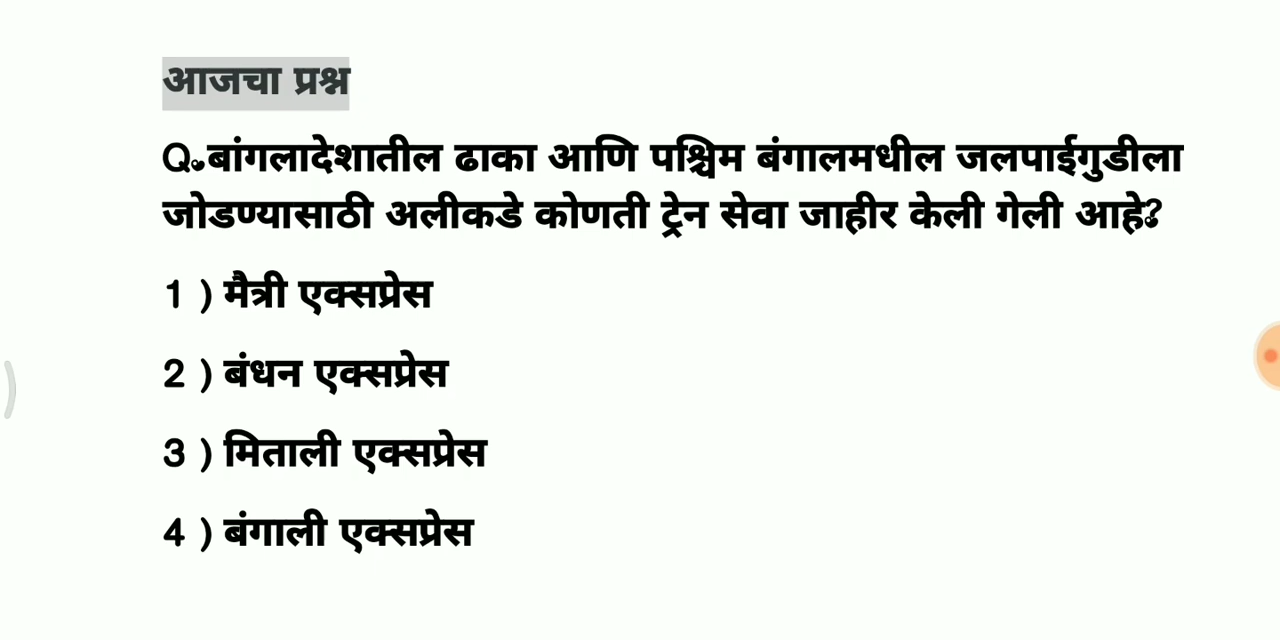 आजचा प्रश्न
Q.बांगलादेशातील ढाका आणि पश्चिम बंगालमधील जलपाईगुडीला
जोडण्यासाठी अलीकडे कोणती ट्रेन सेवा जाहीर केली गेली आहे?
1 ) मैत्री एक्सप्रेस
2 ) बंधन एक्सप्रेस
3 ) मिताली एक्सप्रेस
4 ) बंगाली एक्सप्रेस